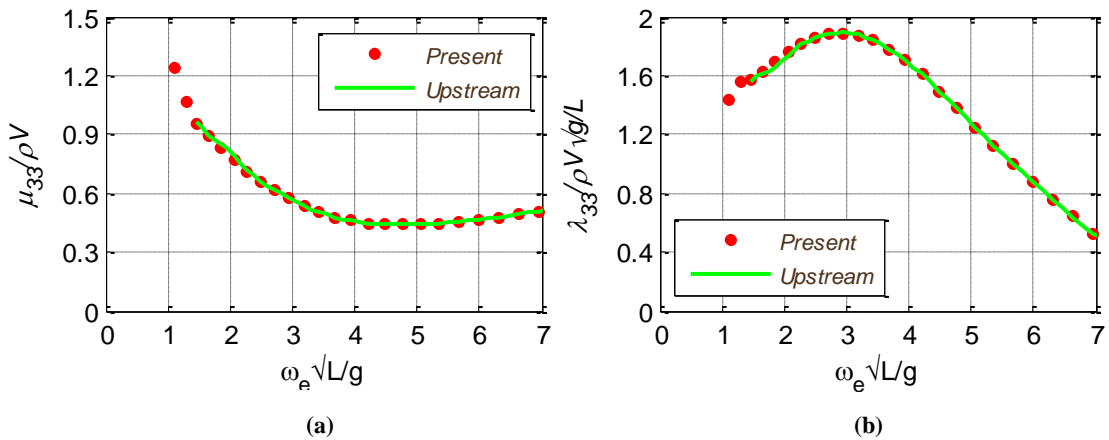 1.5
1.2
0.9
0.6
0.3
0
μ33/ρV
Present
Upstream
0 1 2 3 4 5 6 7
ωe√L/g
(a)
2
1.6
1.2
0.8
0.4
0
λ33/ρV√g/L
Present
Upstream
0 1 2 3 4 5 6 7
ωe√L/g
(b)